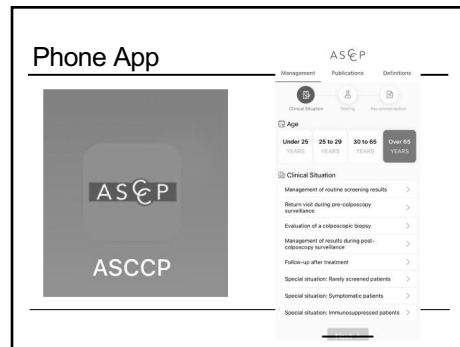 Phone App
ASCCP
ASCCP
ASCCP
Management Publications Definitions
Clinical Situation Testing Recommendation
Age
Under 25 25 to 29 30 to 65 Over 65
YEARS YEARS YEARS YEARS
Clinical Situation
Management of routine screening results
Return visit during pre-colposcopy
surveillance
Evaluation of a colposcopic biopsy
Management of results during post-
colposcopy surveillance
Follow-up after treatment
Special situation: Rarely screened patients
Special situation: Symptomatic patients
Special situation: Immunosuppressed patients